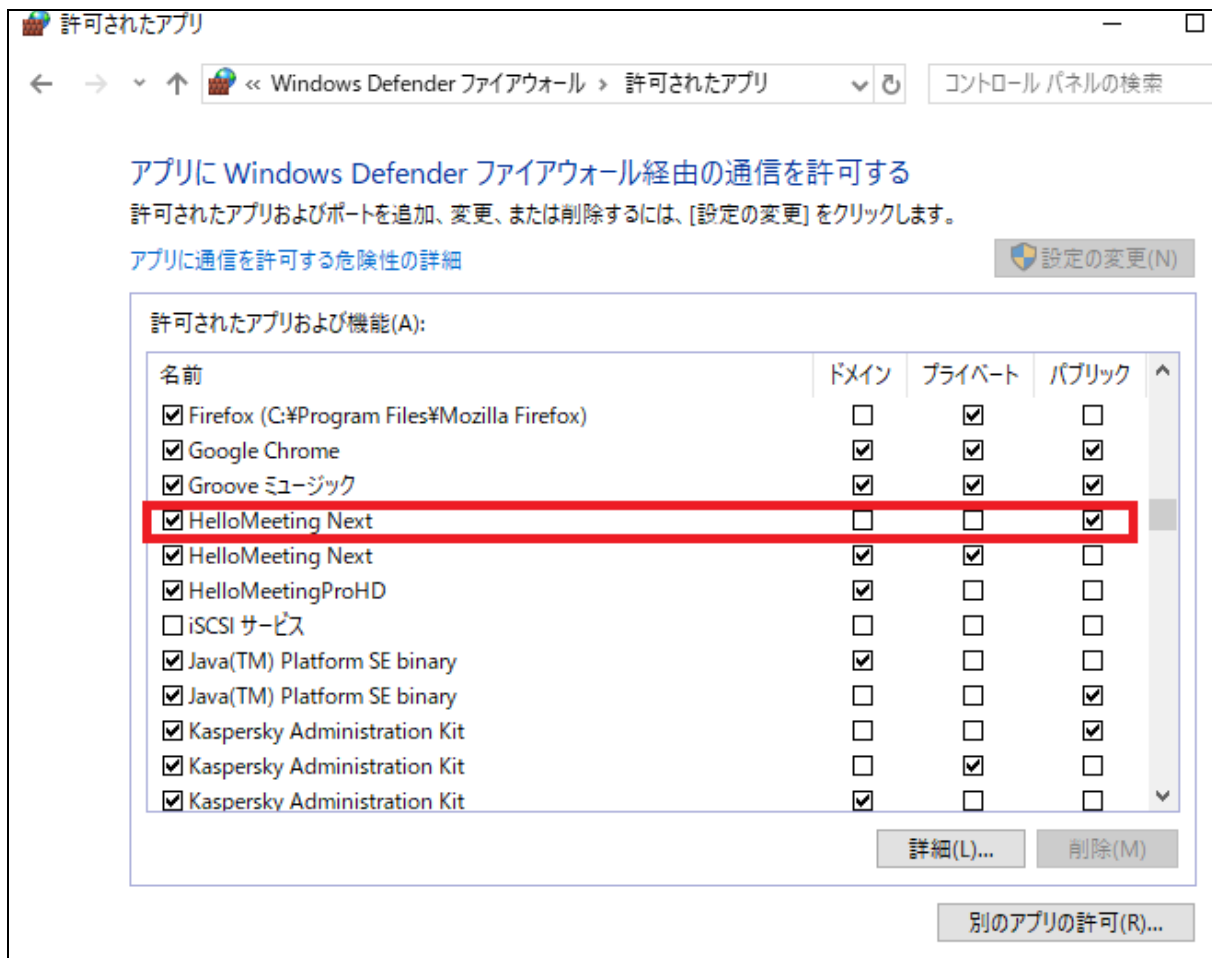 許可されたアプリ
« Windows Defender ファイアウォール › 許可されたアプリ
コントロール パネルの検索
アプリに Windows Defender ファイアウォール経由の通信を許可する
許可されたアプリおよびポートを追加、変更、または削除するには、[設定の変更] をクリックします。
アプリに通信を許可する危険性の詳細
設定の変更(N)
許可されたアプリおよび機能(A):
名前 ドメイン プライベート パブリック
Firefox (C:¥Program Files¥Mozilla Firefox)
Google Chrome
Groove ミュージック
HelloMeeting Next
HelloMeeting Next
HelloMeetingProHD
iSCSI サービス
Java(TM) Platform SE binary
Java(TM) Platform SE binary
Kaspersky Administration Kit
Kaspersky Administration Kit
Kaspersky Administration Kit
詳細(L)... 削除(M)
別のアプリの許可(R)...